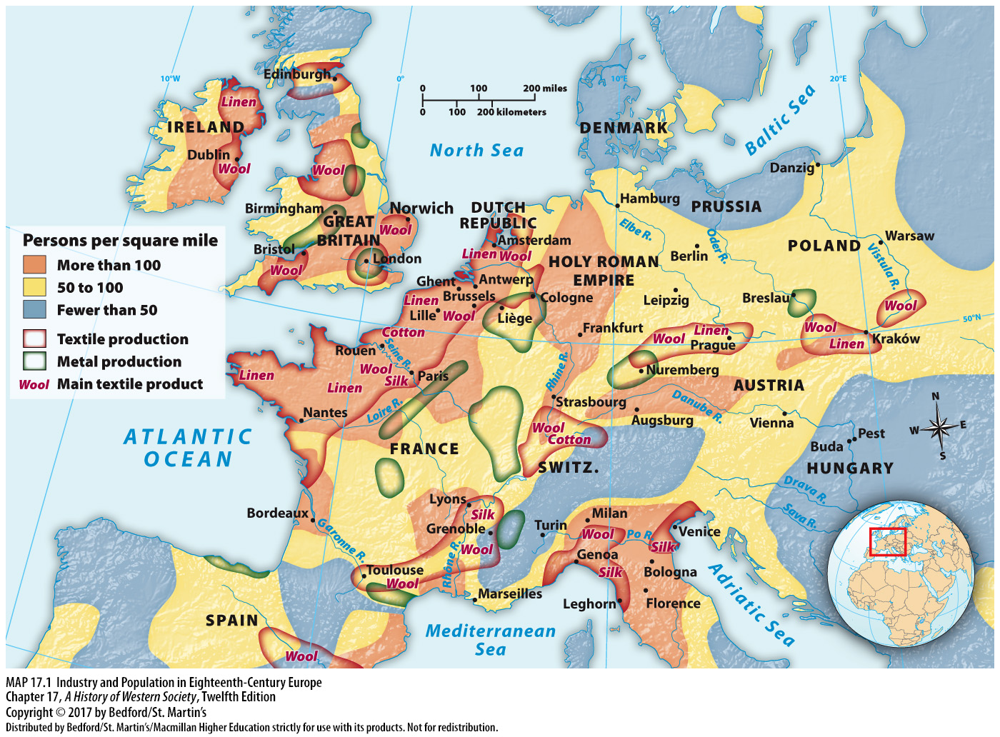 10°W
0°
10°E
20°E
50°N
0 100 200 miles
0 100 200 kilometers
Edinburgh
Linen
IRELAND
Dublin
Wool
Wool
Birmingham
GREAT
BRITAIN
Norwich
Wool
Bristol
Wool
London
North Sea
Baltic Sea
DENMARK
Danzig
Hamburg
PRUSSIA
DUTCH
REPUBLIC
Amsterdam
Linen Wool
Elbe R.
Oder R.
Berlin
POLAND
Warsaw
Vistula R.
HOLY ROMAN
EMPIRE
Persons per square mile
More than 100
50 to 100
Fewer than 50
Textile production
Metal production
Wool Main textile product
Ghent
Antwerp
Brussels
Linen
Lille
Wool
Liège
Cologne
Leipzig
Breslau
Wool
Cotton
Frankfurt
Wool
Linen
Prague
Wool
Linen
Kraków
Rouen
Seine R.
Wool
Silk
Paris
Linen
Linen
Nuremberg
Rhine R.
Strasbourg
AUSTRIA
Danube R.
Augsburg
Vienna
Nantes
Loire R.
N
W E
S
ATLANTIC
OCEAN
FRANCE
Wool
Cotton
SWITZ.
Pest
Buda
HUNGARY
Drava R.
Sava R.
Lyons
Silk
Grenoble
Wool
Rhône R.
Bordeaux
Garonne R.
Milan
Turin
Wool
Po R.
Silk
Venice
Genoa
Silk
Bologna
Toulouse
Wool
Marseilles
Leghorn
Florence
Adriatic Sea
SPAIN
Wool
Mediterranean
Sea
MAP 17.1 Industry and Population in Eighteenth-Century Europe
Chapter 17, A History of Western Society, Twelfth Edition
Copyright © 2017 by Bedford/St. Martin's
Distributed by Bedford/St. Martin's/Macmillan Higher Education strictly for use with its products. Not for redistribution.